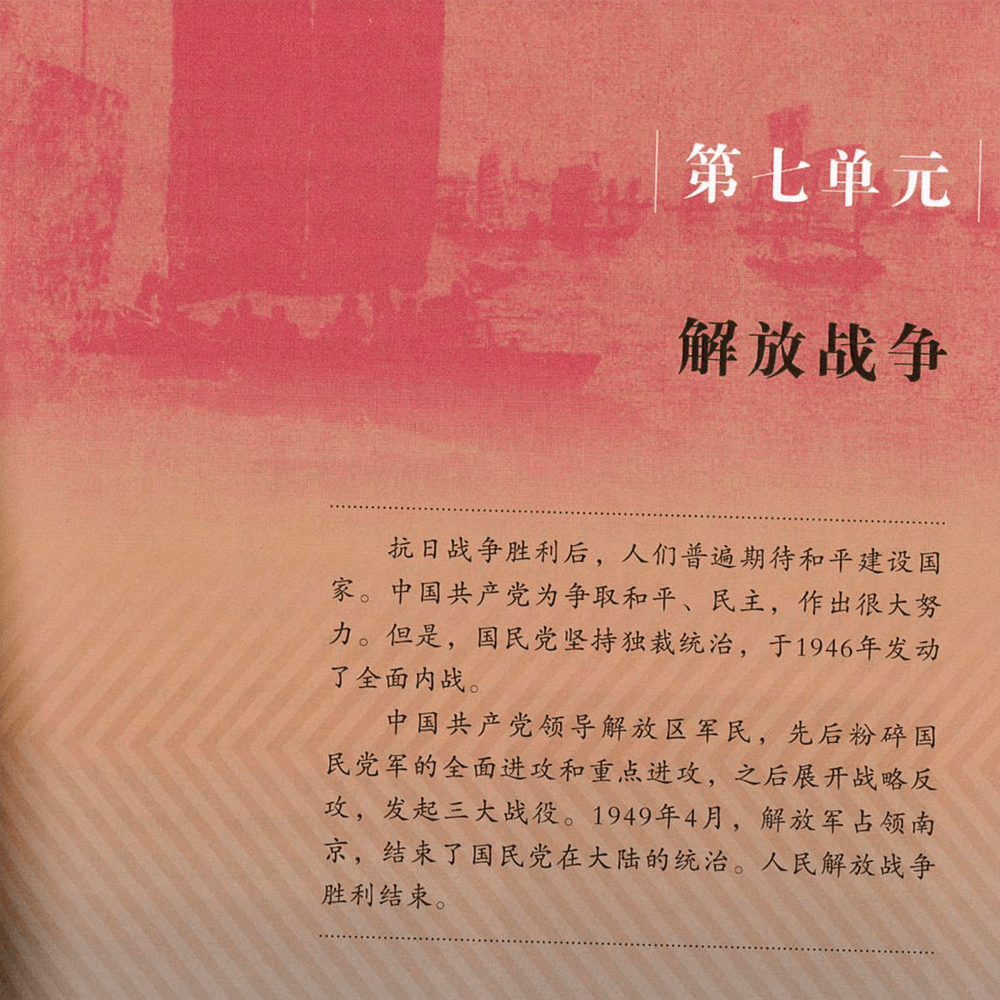 第七单元
解放战争
抗日战争胜利后，人们普遍期待和平建设国
家。中国共产党为争取和平、民主，作出很大努
力。但是，国民党坚持独裁统治，于1946年发动
了全面内战。
中国共产党领导解放区军民，先后粉碎国
民党军的全面进攻和重点进攻，之后展开战略反
攻，发起三大战役。1949年4月，解放军占领南
京，结束了国民党在大陆的统治。人民解放战争
胜利结束。